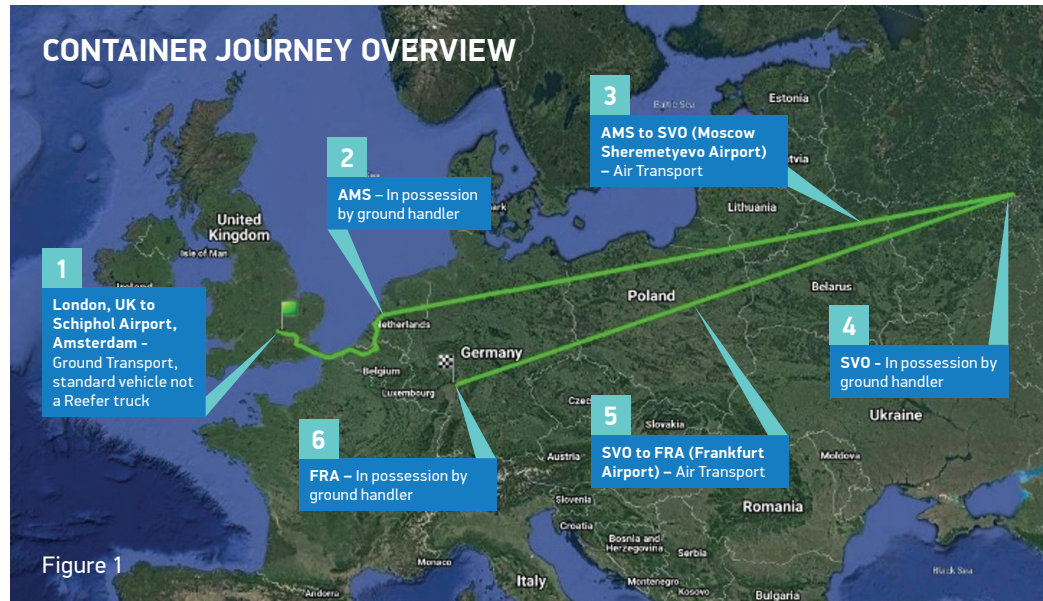 CONTAINER JOURNEY OVERVIEW
3
AMS to SVO (Moscow
Sheremetyevo Airport)
– Air Transport
2
AMS – In possession
by ground handler
1
London, UK to
Schiphol Airport,
Amsterdam –
Ground Transport,
standard vehicle not
a Reefer truck
4
SVO - In possession by
ground handler
5
SVO to FRA (Frankfurt
Airport) – Air Transport
6
FRA – In possession by
ground handler
Figure 1
Baltic Sea
Estonia
tvia
Lithuania
ark
United
Kingdom
Isle of Man
Ireland
Belarus
Poland
Netherlands
Germany
Belgium
Luxembourg
Czec
Ukraine
Slovakia
Austria
Moldova
Slovenia
Romania
Croatia
Bosnia and
Herzegovina
Serbia
Monaco
Italy
Montenegro
Kosovo
Andorra
Bulgaria
Black Sea